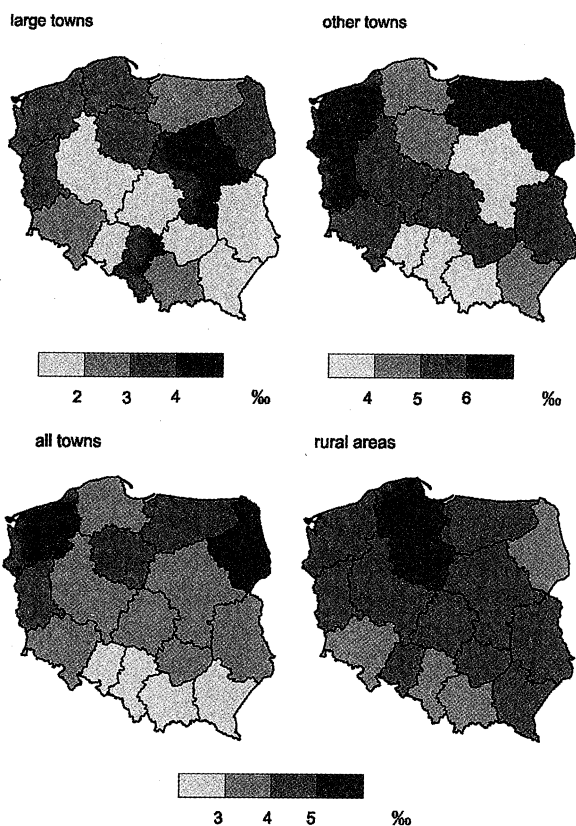 large towns
other towns
2 3 4 ‰
4 5 6 ‰
all towns
rural areas
3 4 5 ‰